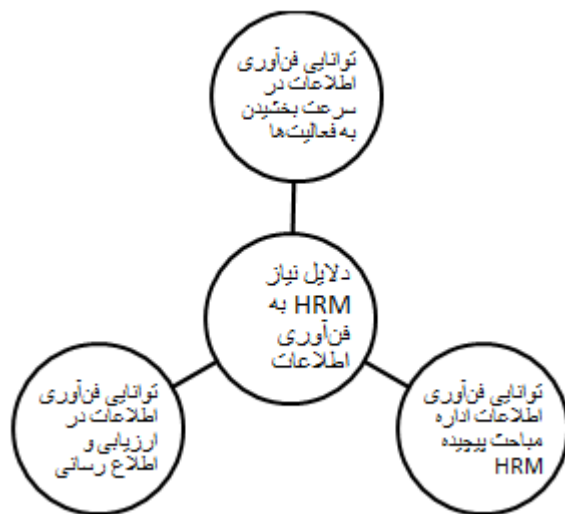 توانایی فن‌آوری
اطلاعات در
سرعت بخشیدن
به فعالیت‌ها
دلایل نیاز
HRM به
فن‌آوری
اطلاعات
توانایی فن‌آوری
اطلاعات اداره
مباحث پیچیده
HRM
توانایی فن‌آوری
اطلاعات در
ارزیابی و
اطلاع رسانی